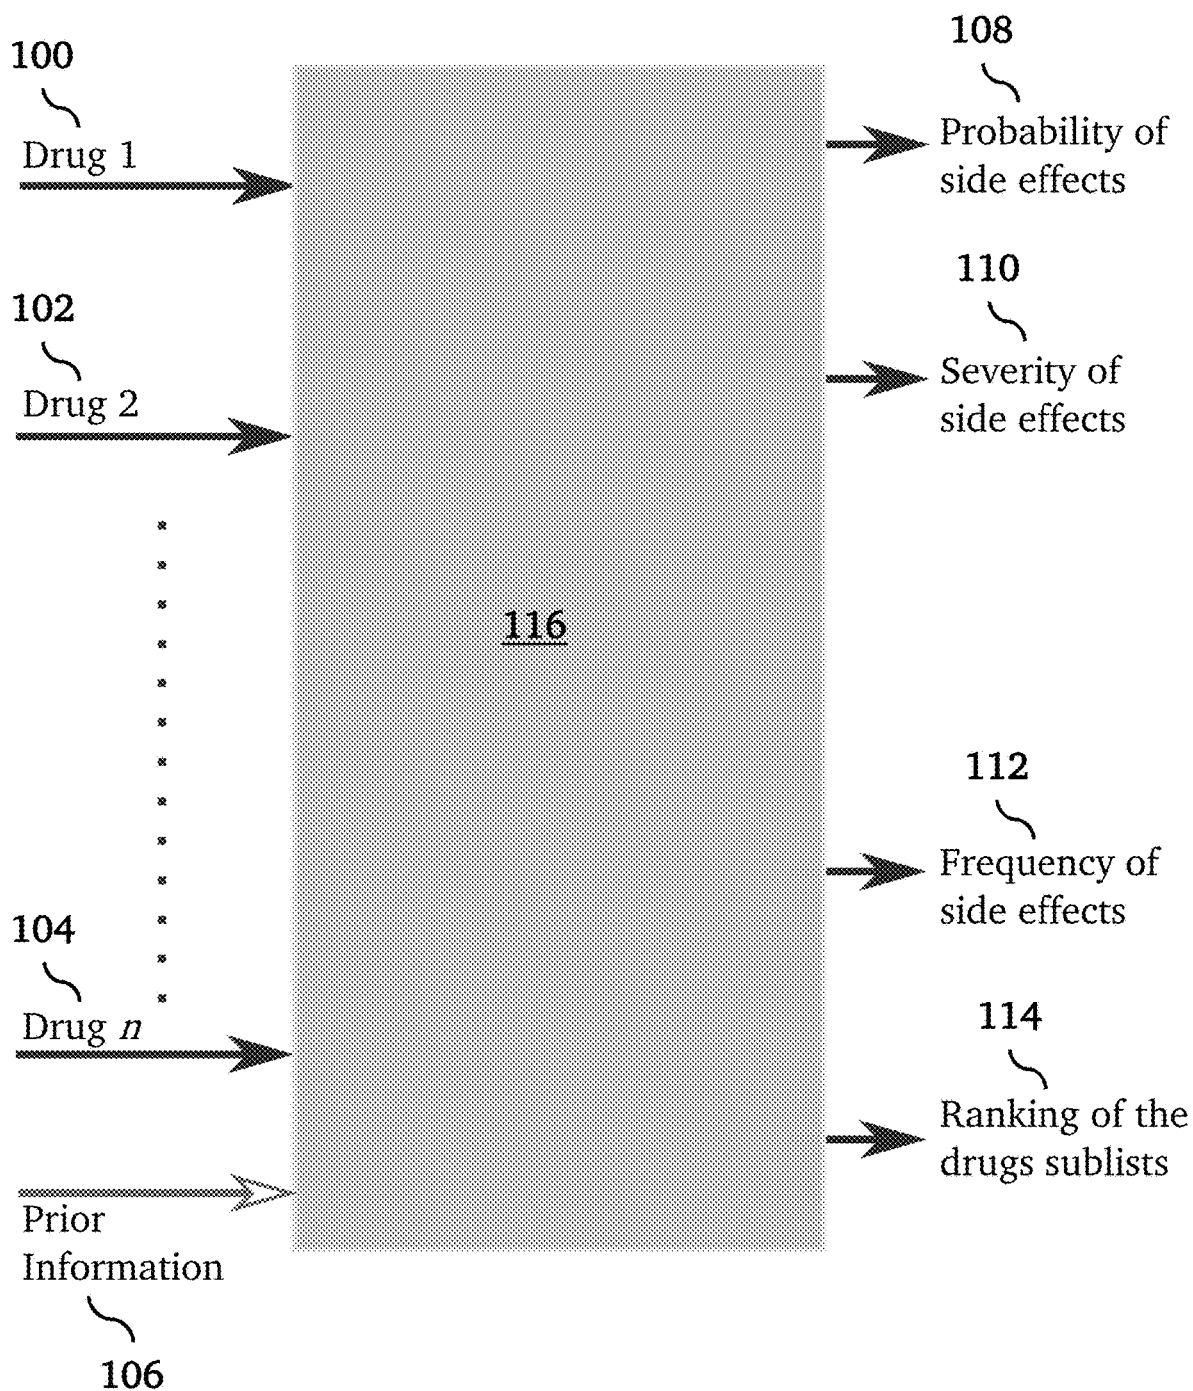 100
Drug 1
102
Drug 2
104
Drug n
Prior
Information
106
116
108
Probability of
side effects
110
Severity of
side effects
112
Frequency of
side effects
114
Ranking of the
drugs sublists